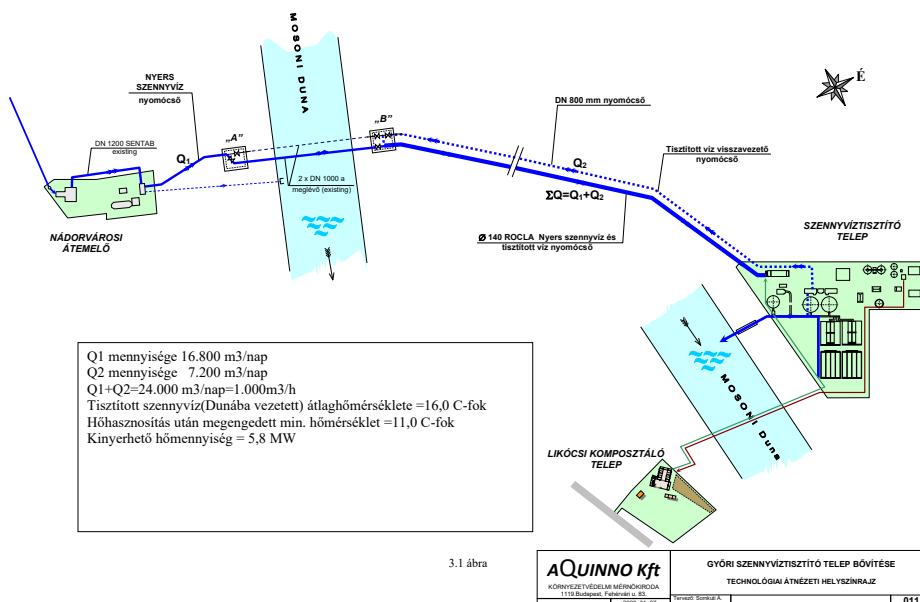 MOSONI DUNA
NYERS
SZENNYVÍZ
nyomócső
„A"
„B"
DN 1200 SENTAB
existing
Q1
2 x DN 1000 a
meglévő (existing)
DN 800 mm nyomócső
Q2
ΣQ=Q1+Q2
Tisztított víz visszavezető
nyomócső
É
Ø 140 ROCLA Nyers szennyvíz és
tisztított víz nyomócső
NÁDORVÁROSI
ÁTEMELŐ
SZENNYVÍZTISZTÍTÓ
TELEP
MOSONI Duna
LIKÓCSI KOMPOSZTÁLÓ
TELEP
Q1 mennyisége 16.800 m3/nap
Q2 mennyisége 7.200 m3/nap
Q1+Q2=24.000 m3/nap=1.000m3/h
Tisztított szennyvíz(Dunába vezetett) átlaghőmérséklete =16,0 C-fok
Hőhasznosítás után megengedett min. hőmérséklet =11,0 C-fok
Kinyerhető hőmennyiség = 5,8 MW
3.1 ábra
AQUINNO Kft
KÖRNYEZETVÉDELMI MÉRNÖKIRODA
1119.Budapest, Fehérvári u. 83.
GYŐRI SZENNYVÍZTISZTÍTÓ TELEP BŐVÍTÉSE
TECHNOLÓGIAI ÁTNÉZETI HELYSZÍNRAJZ
Tervező: Somkuti A.
011